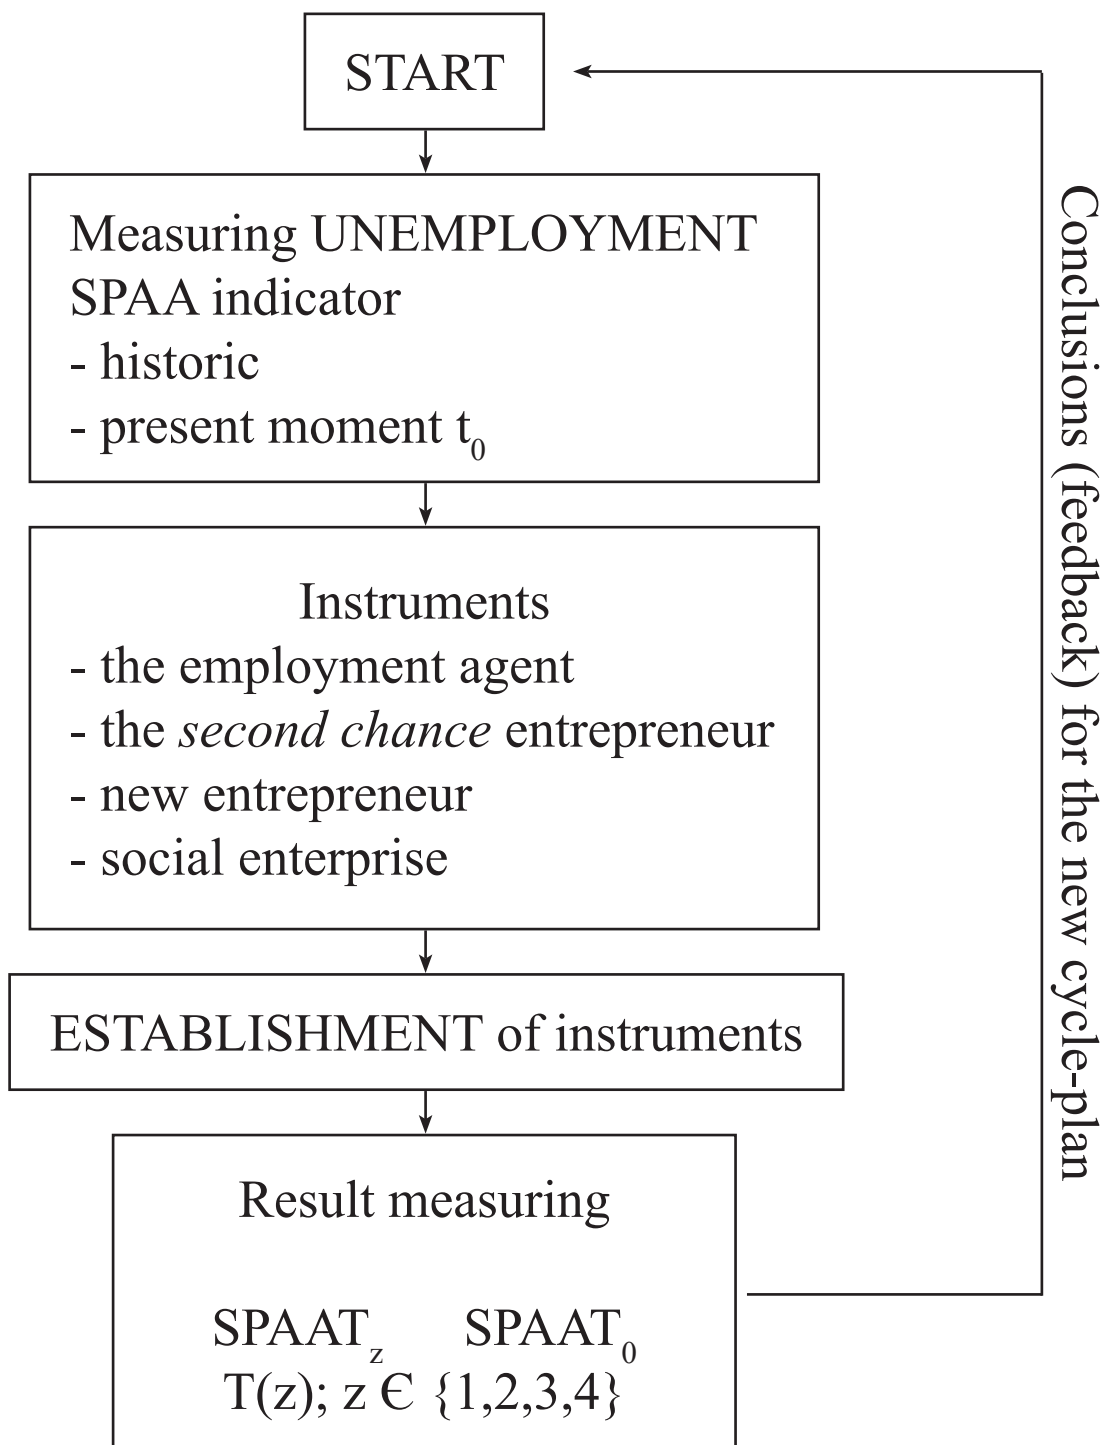 START
Measuring UNEMPLOYMENT
SPAA indicator
- historic
- present moment t₀
Instruments
- the employment agent
- the second chance entrepreneur
- new entrepreneur
- social enterprise
ESTABLISHMENT of instruments
Result measuring
SPAAT_z SPAAT₀
T(z); z Є {1,2,3,4}
Conclusions (feedback) for the new cycle-plan